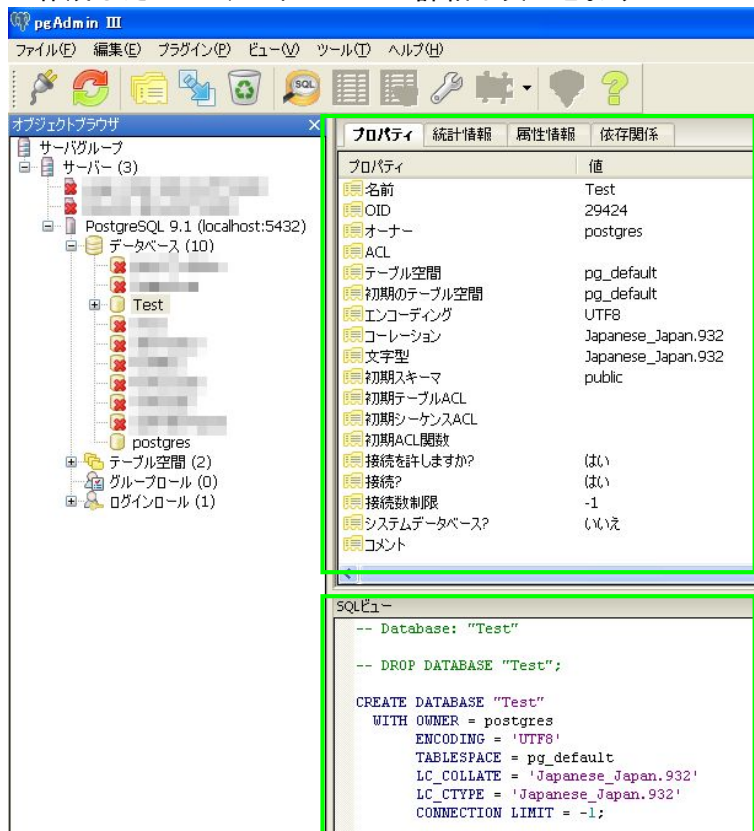 pgAdmin III
ファイル(F) 編集(E) プラグイン(P) ビュー(V) ツール(T) ヘルプ(H)
SQL
オブジェクトブラウザ
サーバグループ
サーバー (3)
PostgreSQL 9.1 (localhost:5432)
データベース (10)
Test
postgres
テーブル空間 (2)
グループロール (0)
ログインロール (1)
プロパティ 統計情報 属性情報 依存関係
プロパティ 値
名前 Test
OID 29424
オーナー postgres
ACL
テーブル空間 pg_default
初期のテーブル空間 pg_default
エンコーディング UTF8
コーレーション Japanese_Japan.932
文字型 Japanese_Japan.932
初期スキーマ public
初期テーブルACL
初期シーケンスACL
初期ACL関数
接続を許しますか? はい
接続? はい
接続数制限 -1
システムデータベース? いいえ
コメント
SQLビュー
-- Database: "Test"
-- DROP DATABASE "Test";
CREATE DATABASE "Test"
WITH OWNER = postgres
ENCODING = 'UTF8'
TABLESPACE = pg_default
LC_COLLATE = 'Japanese_Japan.932'
LC_CTYPE = 'Japanese_Japan.932'
CONNECTION LIMIT = -1;